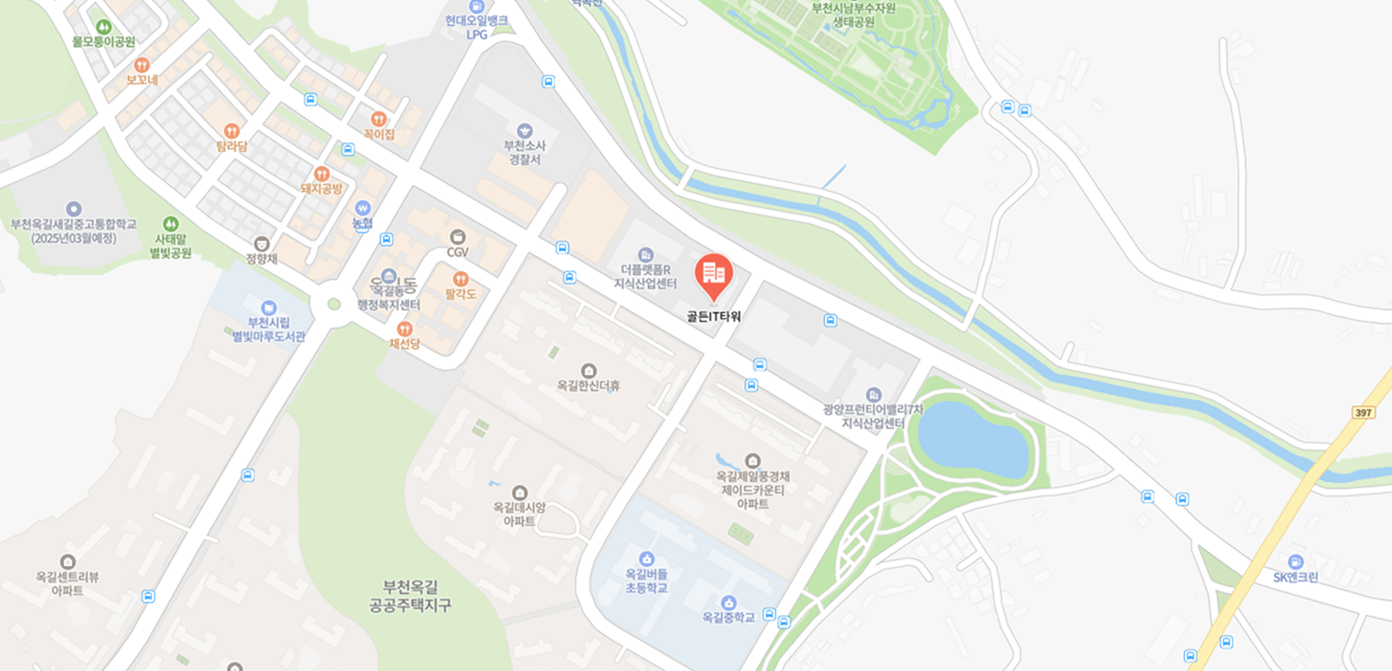 부천시남부수자원
생태공원
현대오일뱅크
LPG
물모퉁이공원
보꼬네
꼭이집
탐라담
부천소사
경찰서
돼지공방
농협
부천옥길새길중고통합학교
(2025년03월예정)
사태말
별빛공원
정향채
CGV
더플랫폼R
지식산업센터
옥길동
행정복지센터
팔각도
골든IT타워
부천시립
별빛마루도서관
채선당
옥길한신더휴
광양프런티어밸리7차
지식산업센터
397
옥길제일풍경채
제이드카운티
아파트
옥길데시앙
아파트
옥길센트리뷰
아파트
부천옥길
공공주택지구
옥길버들
초등학교
옥길중학교
SK엔크린